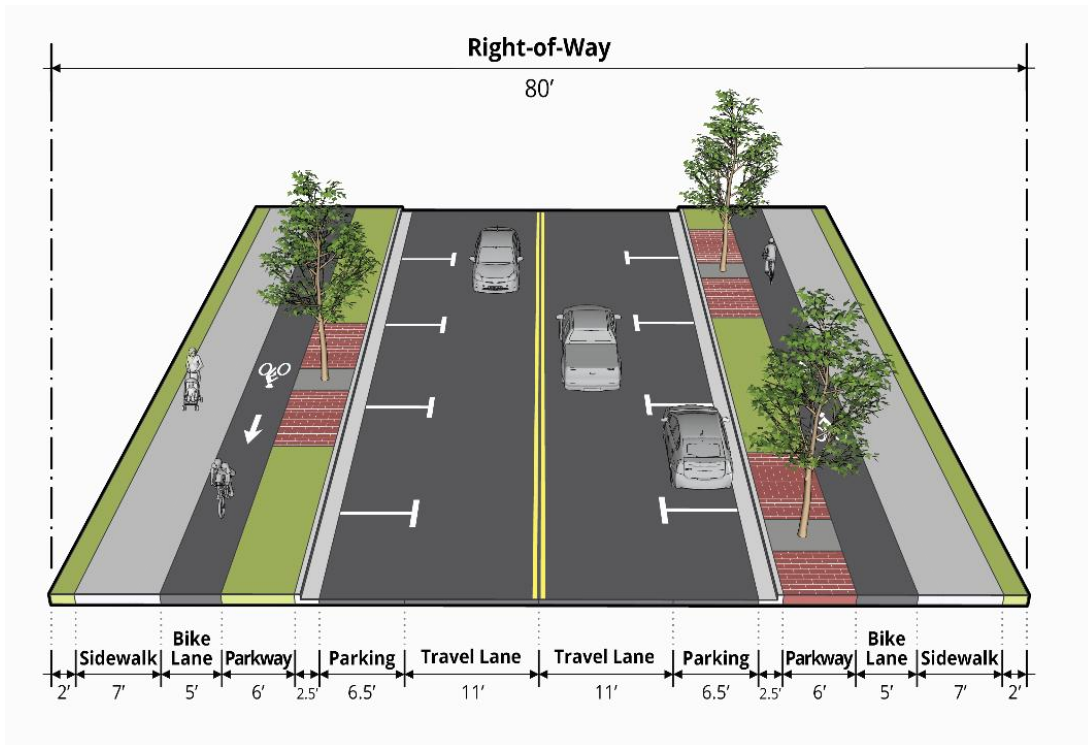 Right-of-Way
80’
Bike
Lane
Bike
Lane
Sidewalk Parkway Parking Travel Lane Travel Lane Parking Parkway Sidewalk
2’ 7’ 5’ 6’ 2.5’ 6.5’ 11’ 11’ 6.5’ 2.5’ 6’ 5’ 7’ 2’